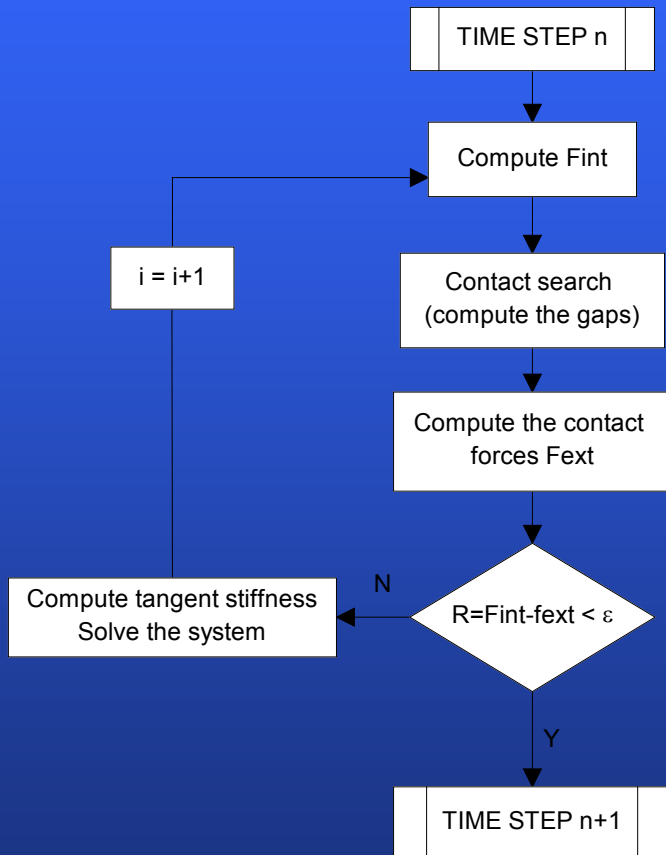 TIME STEP n
Compute Fint
i = i+1
Contact search
(compute the gaps)
Compute the contact
forces Fext
N
Compute tangent stiffness
Solve the system
R=Fint-fext < ε
Y
TIME STEP n+1